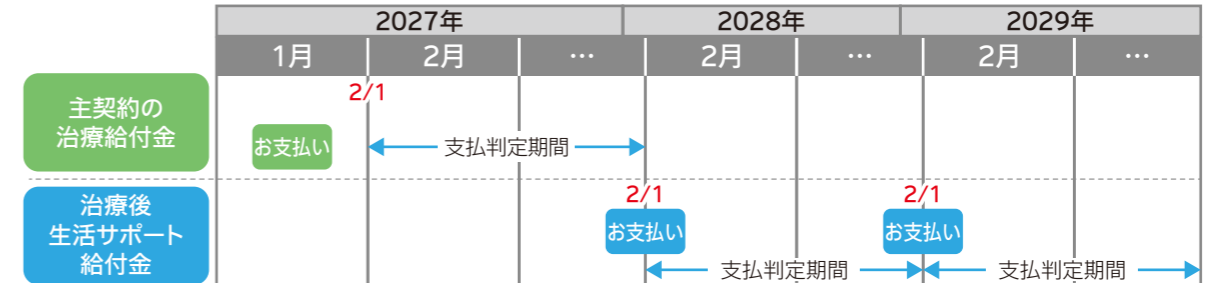 2027年 2028年 2029年
1月 2月 … 2月 … 2月 …
主契約の
治療給付金
2/1
お支払い
支払判定期間
治療後
生活サポート
給付金
2/1 2/1
お支払い お支払い
支払判定期間 支払判定期間